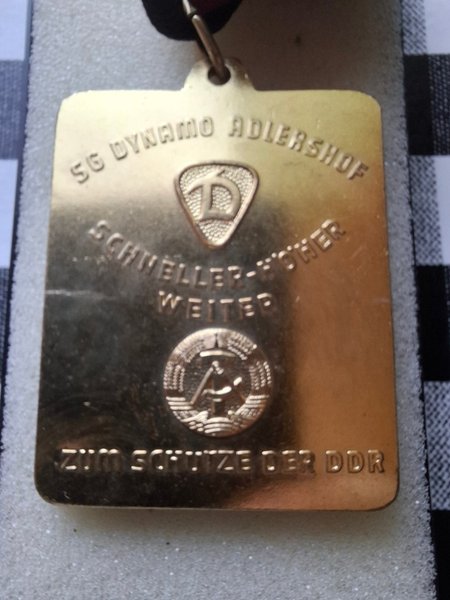 SG DYNAMO ADLERSHOF
D
SCHNELLER-HÖHER
WEITER
ZUM SCHUTZE DER DDR